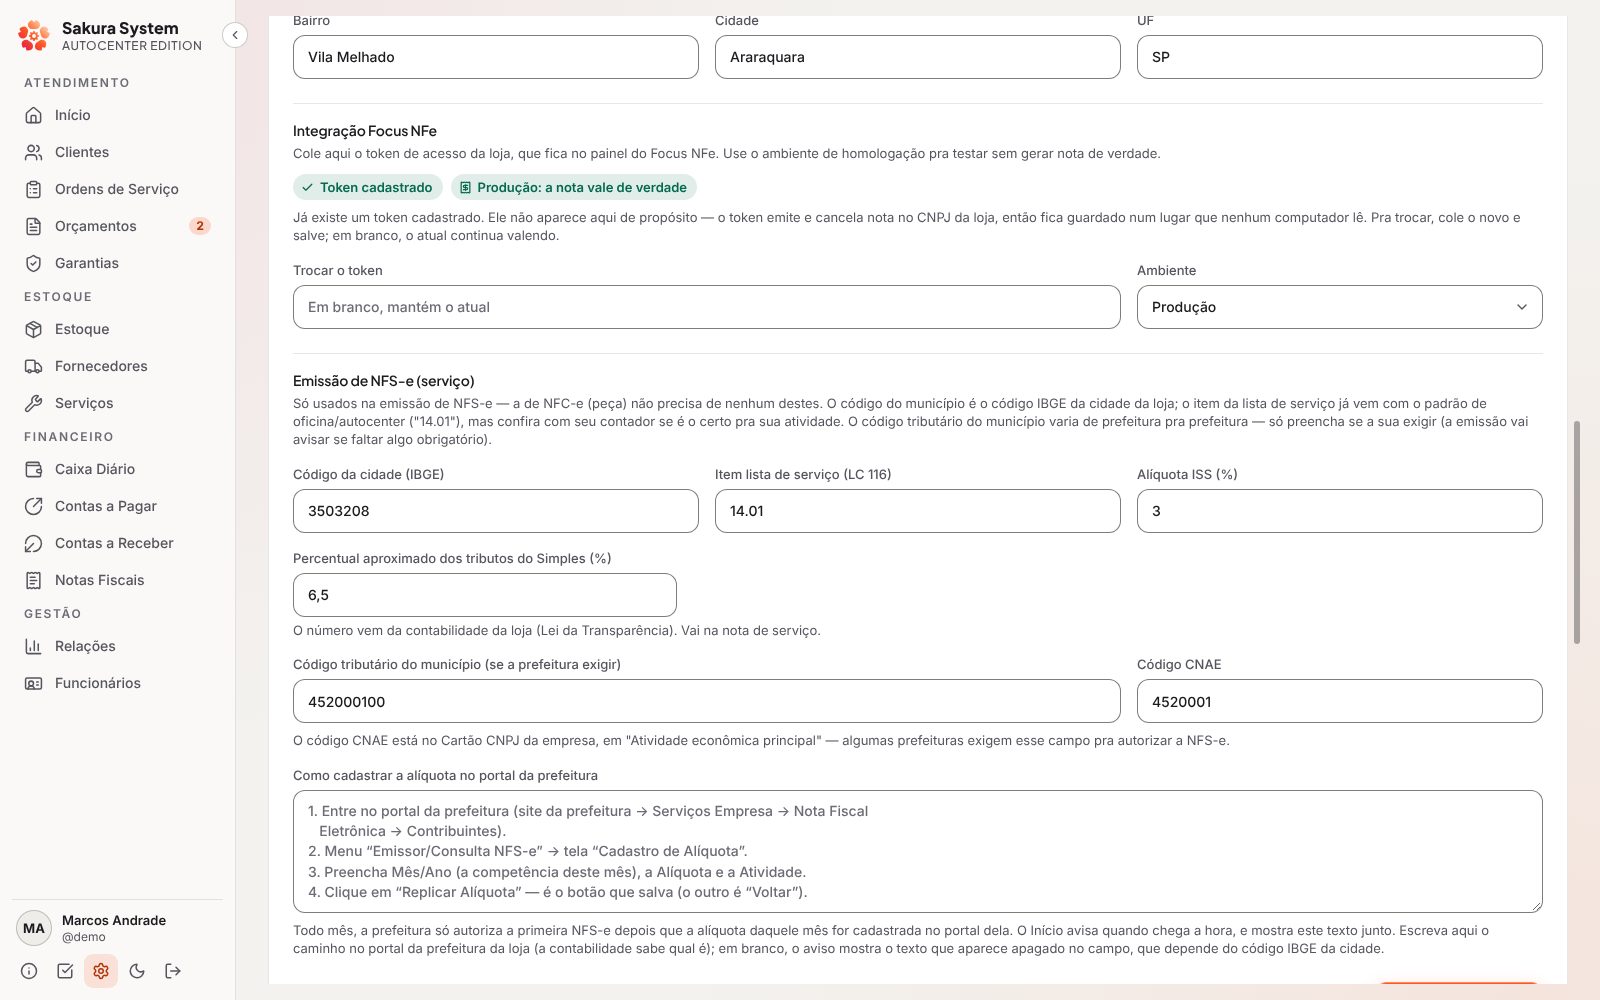 Sakura System
AUTOCENTER EDITION
ATENDIMENTO
Início
Clientes
Ordens de Serviço
Orçamentos
2
Garantias
ESTOQUE
Estoque
Fornecedores
Serviços
FINANCEIRO
Caixa Diário
Contas a Pagar
Contas a Receber
Notas Fiscais
GESTÃO
Relações
Funcionários
MA
Marcos Andrade
@demo
Bairro
Cidade
UF
Vila Melhado
Araraquara
SP
Integração Focus NFe
Cole aqui o token de acesso da loja, que fica no painel do Focus NFe. Use o ambiente de homologação pra testar sem gerar nota de verdade.
Token cadastrado
Produção: a nota vale de verdade
Já existe um token cadastrado. Ele não aparece aqui de propósito — o token emite e cancela nota no CNPJ da loja, então fica guardado num lugar que nenhum computador lê. Pra trocar, cole o novo e
salve; em branco, o atual continua valendo.
Trocar o token
Ambiente
Em branco, mantém o atual
Produção
Emissão de NFS-e (serviço)
Só usados na emissão de NFS-e — a de NFC-e (peça) não precisa de nenhum destes. O código do município é o código IBGE da cidade da loja; o item da lista de serviço já vem com o padrão de
oficina/autocenter ("14.01"), mas confira com seu contador se é o certo pra sua atividade. O código tributário do município varia de prefeitura pra prefeitura — só preencha se a sua exigir (a emissão vai
avisar se faltar algo obrigatório).
Código da cidade (IBGE)
Item lista de serviço (LC 116)
Alíquota ISS (%)
3503208
14.01
3
Percentual aproximado dos tributos do Simples (%)
6,5
O número vem da contabilidade da loja (Lei da Transparência). Vai na nota de serviço.
Código tributário do município (se a prefeitura exigir)
Código CNAE
452000100
4520001
O código CNAE está no Cartão CNPJ da empresa, em "Atividade econômica principal" — algumas prefeituras exigem esse campo pra autorizar a NFS-e.
Como cadastrar a alíquota no portal da prefeitura
1. Entre no portal da prefeitura (site da prefeitura → Serviços Empresa → Nota Fiscal
Eletrônica → Contribuintes).
2. Menu “Emissor/Consulta NFS-e” → tela “Cadastro de Alíquota”.
3. Preencha Mês/Ano (a competência deste mês), a Alíquota e a Atividade.
4. Clique em “Replicar Alíquota” — é o botão que salva (o outro é “Voltar”).
Todo mês, a prefeitura só autoriza a primeira NFS-e depois que a alíquota daquele mês for cadastrada no portal dela. O Início avisa quando chega a hora, e mostra este texto junto. Escreva aqui o
caminho no portal da prefeitura da loja (a contabilidade sabe qual é); em branco, o aviso mostra o texto que aparece apagado no campo, que depende do código IBGE da cidade.